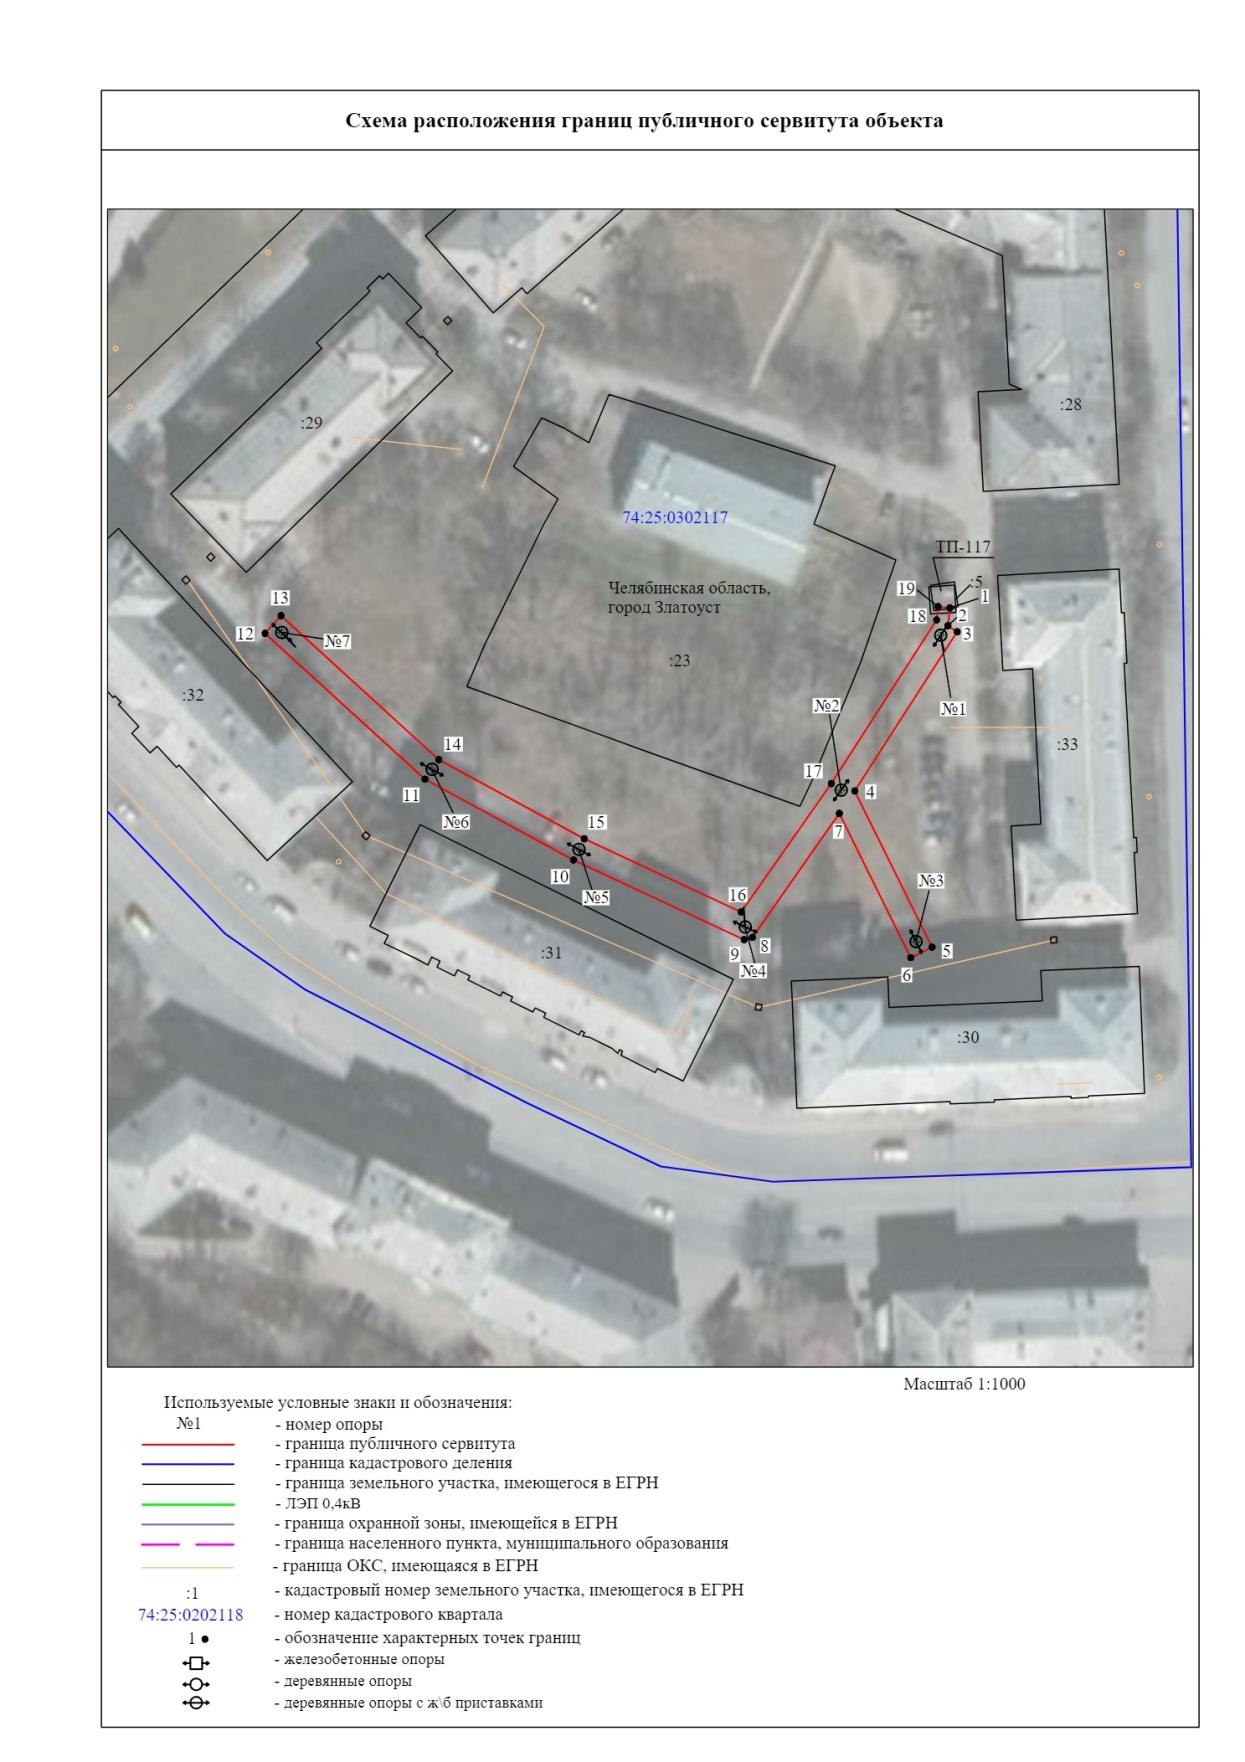 Схема расположения границ публичного сервитута объекта
:28
:29
74:25:0302117
ТП-117
Челябинская область,
город Златоуст
19
:5
1
13
18
2
12
3
№7
:23
:32
№2
№1
14
:33
17
4
11
№6
15
7
10
№3
№5
16
:31
9
8
5
№4
6
:30
Масштаб 1:1000
Используемые условные знаки и обозначения:
№1 - номер опоры
- граница публичного сервитута
- граница кадастрового деления
- граница земельного участка, имеющегося в ЕГРН
- ЛЭП 0,4кВ
- граница охранной зоны, имеющейся в ЕГРН
- граница населенного пункта, муниципального образования
- граница ОКС, имеющаяся в ЕГРН
:1 - кадастровый номер земельного участка, имеющегося в ЕГРН
74:25:0202118 - номер кадастрового квартала
1 - обозначение характерных точек границ
- железобетонные опоры
- деревянные опоры
- деревянные опоры с ж\б приставками